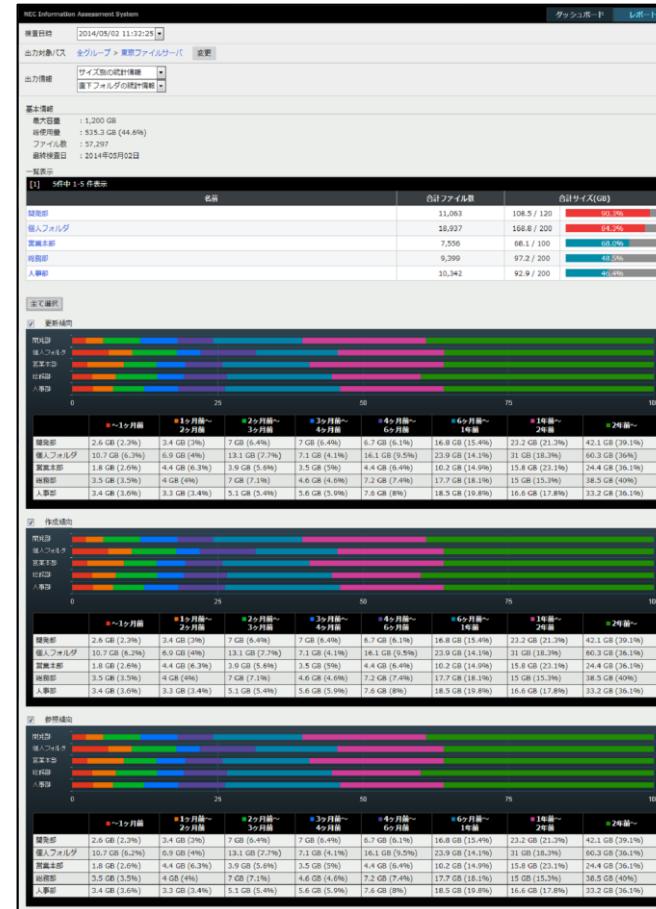 NEC Information Assessment System
ダッシュボード レポート
検査日時 2014/05/02 11:32:25
出力対象パス 全グループ > 東京ファイルサーバ 変更
出力情報 サイズ別の統計情報
直下フォルダの統計情報
基本情報
最大容量 : 1,200 GB
総使用量 : 535.3 GB (44.6%)
ファイル数 : 57,297
最終検査日 : 2014年05月02日
一覧表示
[1] 5件中 1-5 件表示
名前 合計ファイル数 合計サイズ(GB)
開発部 11,063 108.5 / 120 90.3%
個人フォルダ 18,937 168.8 / 200 84.3%
営業本部 7,556 68.1 / 100 68.0%
総務部 9,399 97.2 / 200 48.5%
人事部 10,342 92.9 / 200 46.4%
全て選択
更新傾向
開発部
個人フォルダ
営業本部
総務部
人事部
0 25 50 75 100
~1ヶ月前 1ヶ月前~2ヶ月前 2ヶ月前~3ヶ月前 3ヶ月前~4ヶ月前 4ヶ月前~6ヶ月前 6ヶ月前~1年前 1年前~2年前 2年前~
開発部 2.6 GB (2.3%) 3.4 GB (3%) 7 GB (6.4%) 7 GB (6.4%) 6.7 GB (6.1%) 16.8 GB (15.4%) 23.2 GB (21.3%) 42.1 GB (39.1%)
個人フォルダ 10.7 GB (6.3%) 6.9 GB (4%) 13.1 GB (7.7%) 7.1 GB (4.1%) 16.1 GB (9.5%) 23.9 GB (14.1%) 31 GB (18.3%) 60.3 GB (36%)
営業本部 1.8 GB (2.6%) 4.4 GB (6.3%) 3.9 GB (5.6%) 3.5 GB (5%) 4.4 GB (6.4%) 10.2 GB (14.9%) 15.8 GB (23.1%) 24.4 GB (36.1%)
総務部 3.5 GB (3.5%) 4 GB (4%) 7 GB (7.1%) 4.6 GB (4.6%) 7.2 GB (7.4%) 17.7 GB (18.1%) 15 GB (15.3%) 38.5 GB (40%)
人事部 3.4 GB (3.6%) 3.3 GB (3.4%) 5.1 GB (5.4%) 5.6 GB (5.9%) 7.6 GB (8%) 18.5 GB (19.8%) 16.6 GB (17.8%) 33.2 GB (36.1%)
作成傾向
開発部
個人フォルダ
営業本部
総務部
人事部
0 25 50 75 100
~1ヶ月前 1ヶ月前~2ヶ月前 2ヶ月前~3ヶ月前 3ヶ月前~4ヶ月前 4ヶ月前~6ヶ月前 6ヶ月前~1年前 1年前~2年前 2年前~
開発部 2.6 GB (2.3%) 3.4 GB (3%) 7 GB (6.4%) 7 GB (6.4%) 6.7 GB (6.1%) 16.8 GB (15.4%) 23.2 GB (21.3%) 42.1 GB (39.1%)
個人フォルダ 10.7 GB (6.2%) 6.9 GB (4%) 13.1 GB (7.7%) 7.1 GB (4.1%) 16.1 GB (9.5%) 23.9 GB (14.1%) 31 GB (18.3%) 60.3 GB (36.1%)
営業本部 1.8 GB (2.6%) 4.4 GB (6.3%) 3.9 GB (5.6%) 3.5 GB (5%) 4.4 GB (6.4%) 10.2 GB (14.9%) 15.8 GB (23.1%) 24.4 GB (36.1%)
総務部 3.5 GB (3.5%) 4 GB (4%) 7 GB (7.1%) 4.6 GB (4.6%) 7.2 GB (7.4%) 17.7 GB (18.1%) 15 GB (15.3%) 38.5 GB (40%)
人事部 3.4 GB (3.6%) 3.3 GB (3.4%) 5.1 GB (5.4%) 5.6 GB (5.9%) 7.6 GB (8%) 18.5 GB (19.8%) 16.6 GB (17.8%) 33.2 GB (36.1%)
参照傾向
開発部
個人フォルダ
営業本部
総務部
人事部
0 25 50 75 100
~1ヶ月前 1ヶ月前~2ヶ月前 2ヶ月前~3ヶ月前 3ヶ月前~4ヶ月前 4ヶ月前~6ヶ月前 6ヶ月前~1年前 1年前~2年前 2年前~
開発部 2.6 GB (2.3%) 3.4 GB (3%) 7 GB (6.4%) 7 GB (6.4%) 6.7 GB (6.1%) 16.8 GB (15.4%) 23.2 GB (21.3%) 42.1 GB (39.1%)
個人フォルダ 10.7 GB (6.2%) 6.9 GB (4%) 13.1 GB (7.7%) 7.1 GB (4.1%) 16.1 GB (9.5%) 23.9 GB (14.1%) 31 GB (18.3%) 60.3 GB (36.1%)
営業本部 1.8 GB (2.6%) 4.4 GB (6.3%) 3.9 GB (5.6%) 3.5 GB (5%) 4.4 GB (6.4%) 10.2 GB (14.9%) 15.8 GB (23.1%) 24.4 GB (36.1%)
総務部 3.5 GB (3.5%) 4 GB (4%) 7 GB (7.1%) 4.6 GB (4.6%) 7.2 GB (7.4%) 17.7 GB (18.1%) 15 GB (15.3%) 38.5 GB (40%)
人事部 3.4 GB (3.6%) 3.3 GB (3.4%) 5.1 GB (5.4%) 5.6 GB (5.9%) 7.6 GB (8%) 18.5 GB (19.8%) 16.6 GB (17.8%) 33.2 GB (36.1%)